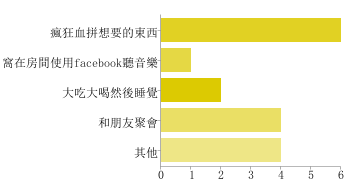 瘋狂血拼想要的東西
窩在房間使用facebook聽音樂
大吃大喝然後睡覺
和朋友聚會
其他
0 1 2 3 4 5 6